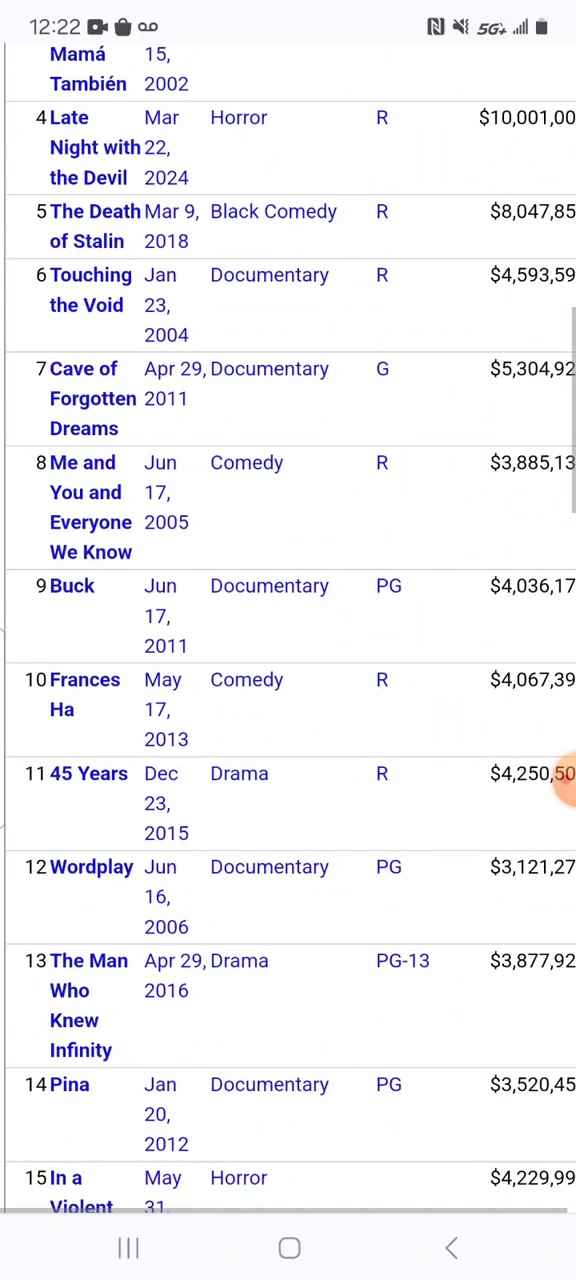 12:22 5G+
Mamá 15,
También 2002
4 Late Mar Horror R $10,001,00
Night with 22,
the Devil 2024
5 The Death Mar 9, Black Comedy R $8,047,85
of Stalin 2018
6 Touching Jan Documentary R $4,593,59
the Void 23,
2004
7 Cave of Apr 29, Documentary G $5,304,92
Forgotten 2011
Dreams
8 Me and Jun Comedy R $3,885,13
You and 17,
Everyone 2005
We Know
9 Buck Jun Documentary PG $4,036,17
17,
2011
10 Frances May Comedy R $4,067,39
Ha 17,
2013
11 45 Years Dec Drama R $4,250,50
23,
2015
12 Wordplay Jun Documentary PG $3,121,27
16,
2006
13 The Man Apr 29, Drama PG-13 $3,877,92
Who 2016
Knew
Infinity
14 Pina Jan Documentary PG $3,520,45
20,
2012
15 In a May Horror $4,229,99
Violent 31,